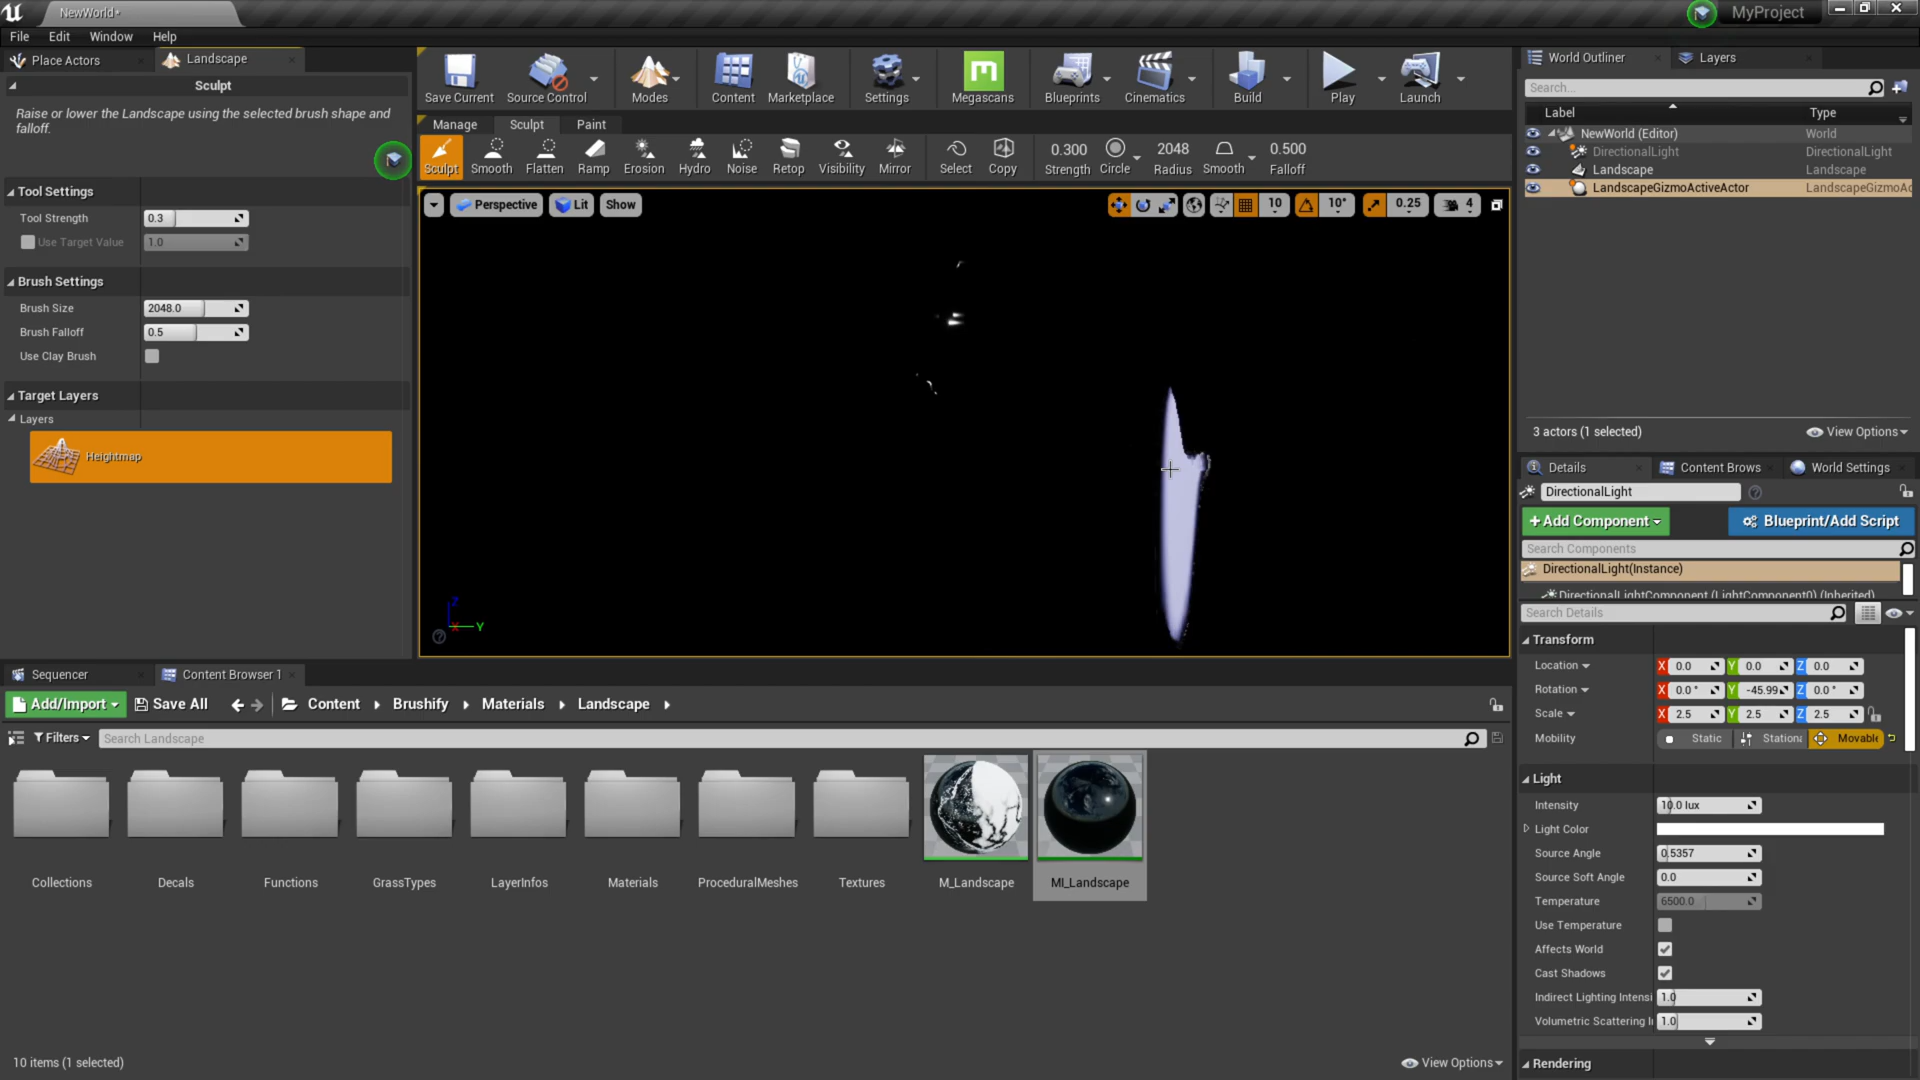 NewWorld*
MyProject
File Edit Window Help
Place Actors
Landscape
Sculpt
Raise or lower the Landscape using the selected brush shape and
falloff.
Tool Settings
Tool Strength 0.3
Use Target Value 1.0
Brush Settings
Brush Size 2048.0
Brush Falloff 0.5
Use Clay Brush
Target Layers
Layers
Heightmap
Save Current
Source Control
Modes
Content
Marketplace
Settings
Megascans
Blueprints
Cinematics
Build
Play
Launch
Manage Sculpt Paint
Sculpt Smooth Flatten Ramp Erosion Hydro Noise Retop Visibility Mirror Select Copy
0.300 2048 0.500
Strength Circle Radius Smooth Falloff
Perspective Lit Show
10 10° 0.25 4
Z
X Y
World Outliner
Layers
Search...
Label Type
NewWorld (Editor) World
DirectionalLight DirectionalLight
Landscape Landscape
LandscapeGizmoActiveActor LandscapeGizmoAc
3 actors (1 selected)
View Options
Details
Content Brows
World Settings
DirectionalLight
+Add Component
Blueprint/Add Script
Search Components
DirectionalLight(Instance)
DirectionalLightComponent (LightComponent0) (Inherited)
Search Details
Transform
Location X 0.0 Y 0.0 Z 0.0
Rotation X 0.0 ° Y -45.99 Z 0.0 °
Scale X 2.5 Y 2.5 Z 2.5
Mobility Static Stationa Movable
Light
Intensity 10.0 lux
Light Color
Source Angle 0.5357
Source Soft Angle 0.0
Temperature 6500.0
Use Temperature
Affects World
Cast Shadows
Indirect Lighting Intensi 1.0
Volumetric Scattering I 1.0
Rendering
Sequencer
Content Browser 1
Add/Import
Save All
Content
Brushify
Materials
Landscape
Filters
Search Landscape
Collections
Decals
Functions
GrassTypes
LayerInfos
Materials
ProceduralMeshes
Textures
M_Landscape
MI_Landscape
10 items (1 selected)
View Options